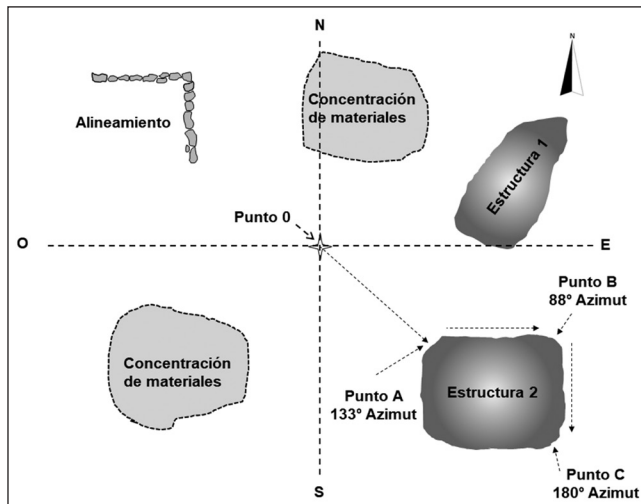 N
N
Concentración
de materiales
Alineamiento
Estructura 1
Punto 0
O
E
Punto B
88º Azimut
Concentración
de materiales
Punto A
133º Azimut
Estructura 2
Punto C
180º Azimut
S